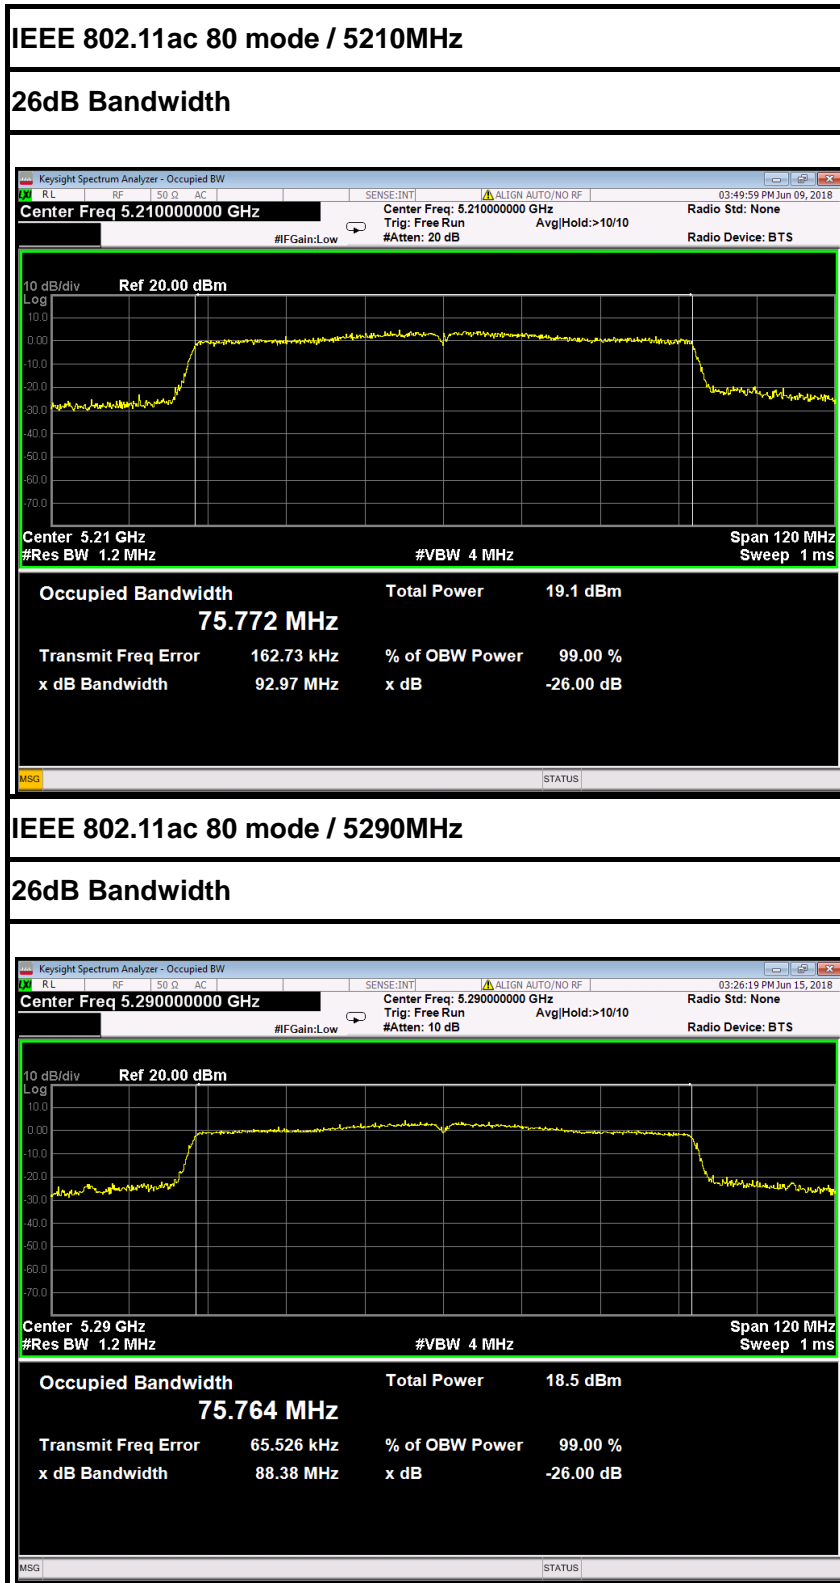 IEEE 802.11ac 80 mode / 5210MHz
26dB Bandwidth
Keysight Spectrum Analyzer - Occupied BW
LXI RL RF 50 Ω AC SENSE:INT ALIGN AUTO/NO RF 03:49:59 PM Jun 09, 2018
Center Freq 5.210000000 GHz Center Freq: 5.210000000 GHz Radio Std: None
Trig: Free Run Avg|Hold:>10/10
#IFGain:Low #Atten: 20 dB Radio Device: BTS
10 dB/div Ref 20.00 dBm
Log
10.0
0.00
-10.0
-20.0
-30.0
-40.0
-50.0
-60.0
-70.0
Center 5.21 GHz Span 120 MHz
#Res BW 1.2 MHz #VBW 4 MHz Sweep 1 ms
Occupied Bandwidth Total Power 19.1 dBm
75.772 MHz
Transmit Freq Error 162.73 kHz % of OBW Power 99.00 %
x dB Bandwidth 92.97 MHz x dB -26.00 dB
MSG STATUS
IEEE 802.11ac 80 mode / 5290MHz
26dB Bandwidth
Keysight Spectrum Analyzer - Occupied BW
LXI RL RF 50 Ω AC SENSE:INT ALIGN AUTO/NO RF 03:26:19 PM Jun 15, 2018
Center Freq 5.290000000 GHz Center Freq: 5.290000000 GHz Radio Std: None
Trig: Free Run Avg|Hold:>10/10
#IFGain:Low #Atten: 10 dB Radio Device: BTS
10 dB/div Ref 20.00 dBm
Log
10.0
0.00
-10.0
-20.0
-30.0
-40.0
-50.0
-60.0
-70.0
Center 5.29 GHz Span 120 MHz
#Res BW 1.2 MHz #VBW 4 MHz Sweep 1 ms
Occupied Bandwidth Total Power 18.5 dBm
75.764 MHz
Transmit Freq Error 65.526 kHz % of OBW Power 99.00 %
x dB Bandwidth 88.38 MHz x dB -26.00 dB
MSG STATUS